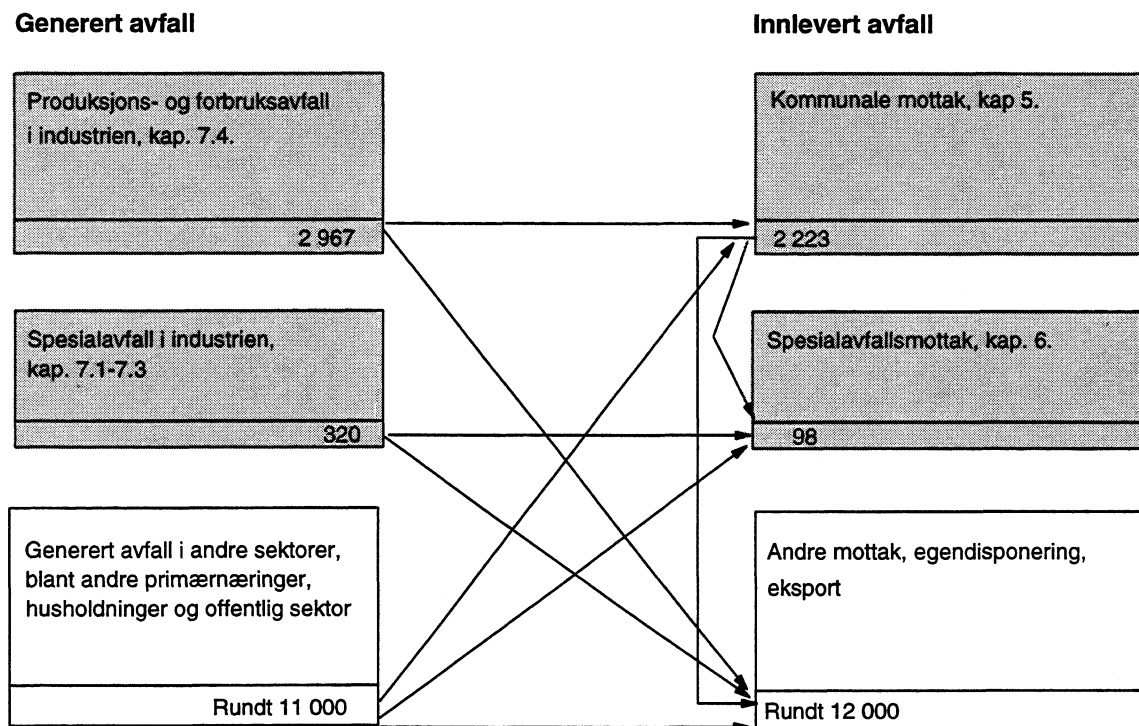 Generert avfall
Innlevert avfall
Produksjons- og forbruksavfall
i industrien, kap. 7.4.
2 967
Kommunale mottak, kap 5.
2 223
Spesialavfall i industrien,
kap. 7.1-7.3
320
Spesialavfallsmottak, kap. 6.
98
Generert avfall i andre sektorer,
blant andre primærnæringer,
husholdninger og offentlig sektor
Rundt 11 000
Andre mottak, egendisponering,
eksport
Rundt 12 000